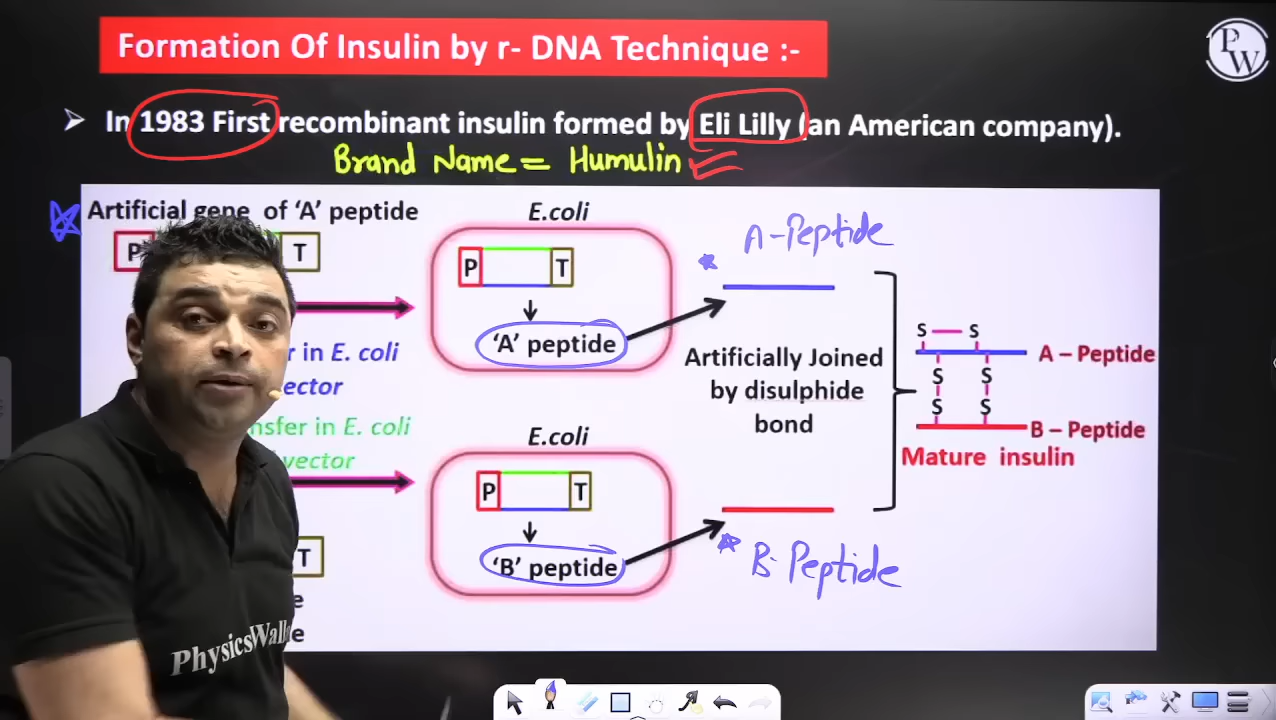 Formation Of Insulin by r- DNA Technique :-
PW
➤ In 1983 First recombinant insulin formed by Eli Lilly (an American company).
Brand Name = Humulin
Artificial gene of ‘A’ peptide
P T
E.coli
P T
‘A’ peptide
A-Peptide
r in E. coli
ector
Artificially Joined
by disulphide
bond
S S
A – Peptide
S S
S S
B – Peptide
Mature insulin
nsfer in E. coli
vector
E.coli
P T
‘B’ peptide
B-Peptide
T
e
e
PhysicsWall